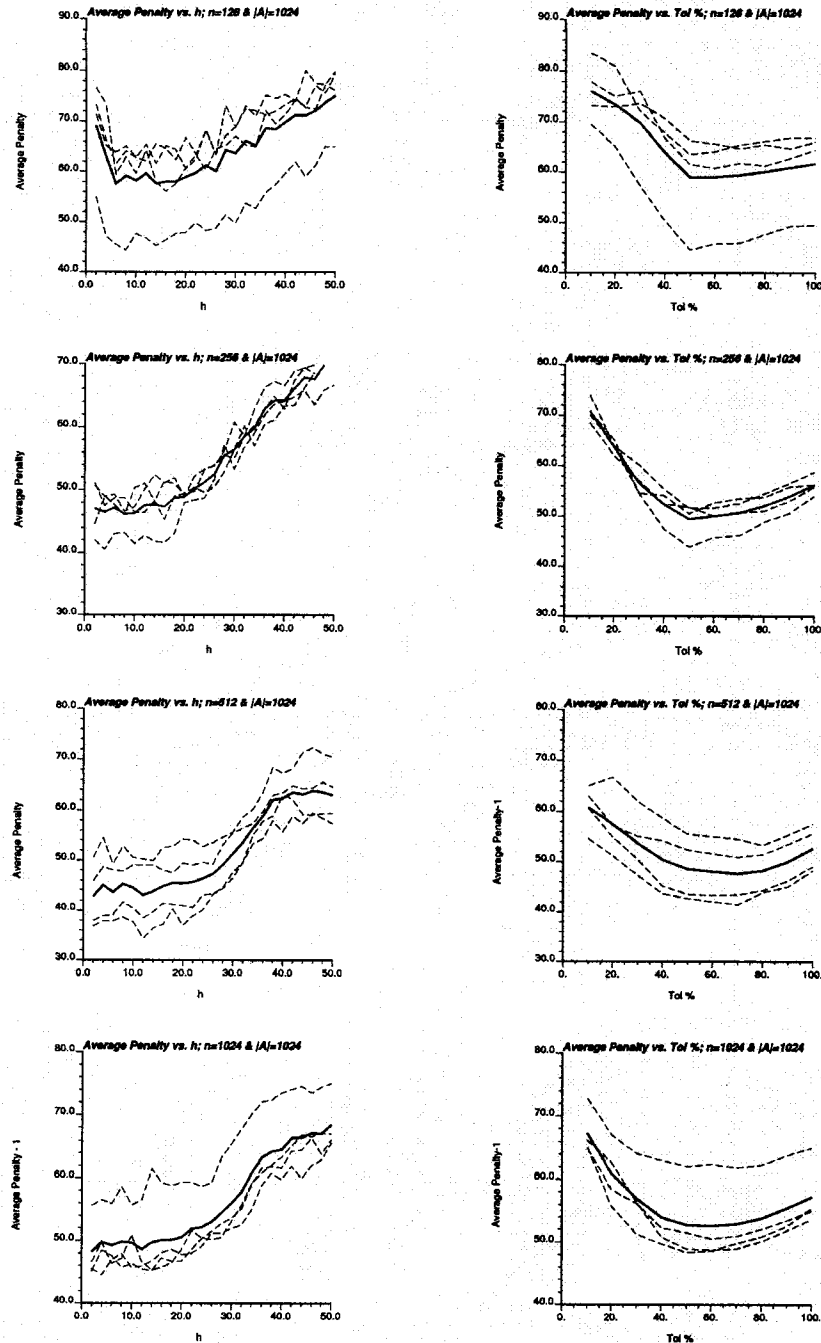 Average Penalty vs. h; n=128 & |A|=1024
90.0
80.0
70.0
60.0
50.0
40.0
Average Penalty
0.0 10.0 20.0 30.0 40.0 50.0
h
Average Penalty vs. Tol %; n=128 & |A|=1024
90.0
80.0
70.0
60.0
50.0
40.0
Average Penalty
0. 20. 40. 60. 80. 100.
Tol %
Average Penalty vs. h; n=256 & |A|=1024
70.0
60.0
50.0
40.0
30.0
Average Penalty
0.0 10.0 20.0 30.0 40.0 50.0
h
Average Penalty vs. Tol %; n=256 & |A|=1024
80.0
70.0
60.0
50.0
40.0
30.0
Average Penalty
0. 20. 40. 60. 80. 100.
Tol %
Average Penalty vs. h; n=512 & |A|=1024
80.0
70.0
60.0
50.0
40.0
30.0
Average Penalty
0.0 10.0 20.0 30.0 40.0 50.0
h
Average Penalty vs. Tol %; n=512 & |A|=1024
80.0
70.0
60.0
50.0
40.0
30.0
Average Penalty-1
0. 20. 40. 60. 80. 100.
Tol %
Average Penalty vs. h; n=1024 & |A|=1024
80.0
70.0
60.0
50.0
40.0
Average Penalty - 1
0.0 10.0 20.0 30.0 40.0 50.0
h
Average Penalty vs. Tol %; n=1024 & |A|=1024
80.0
70.0
60.0
50.0
40.0
Average Penalty-1
0. 20. 40. 60. 80. 100.
Tol %